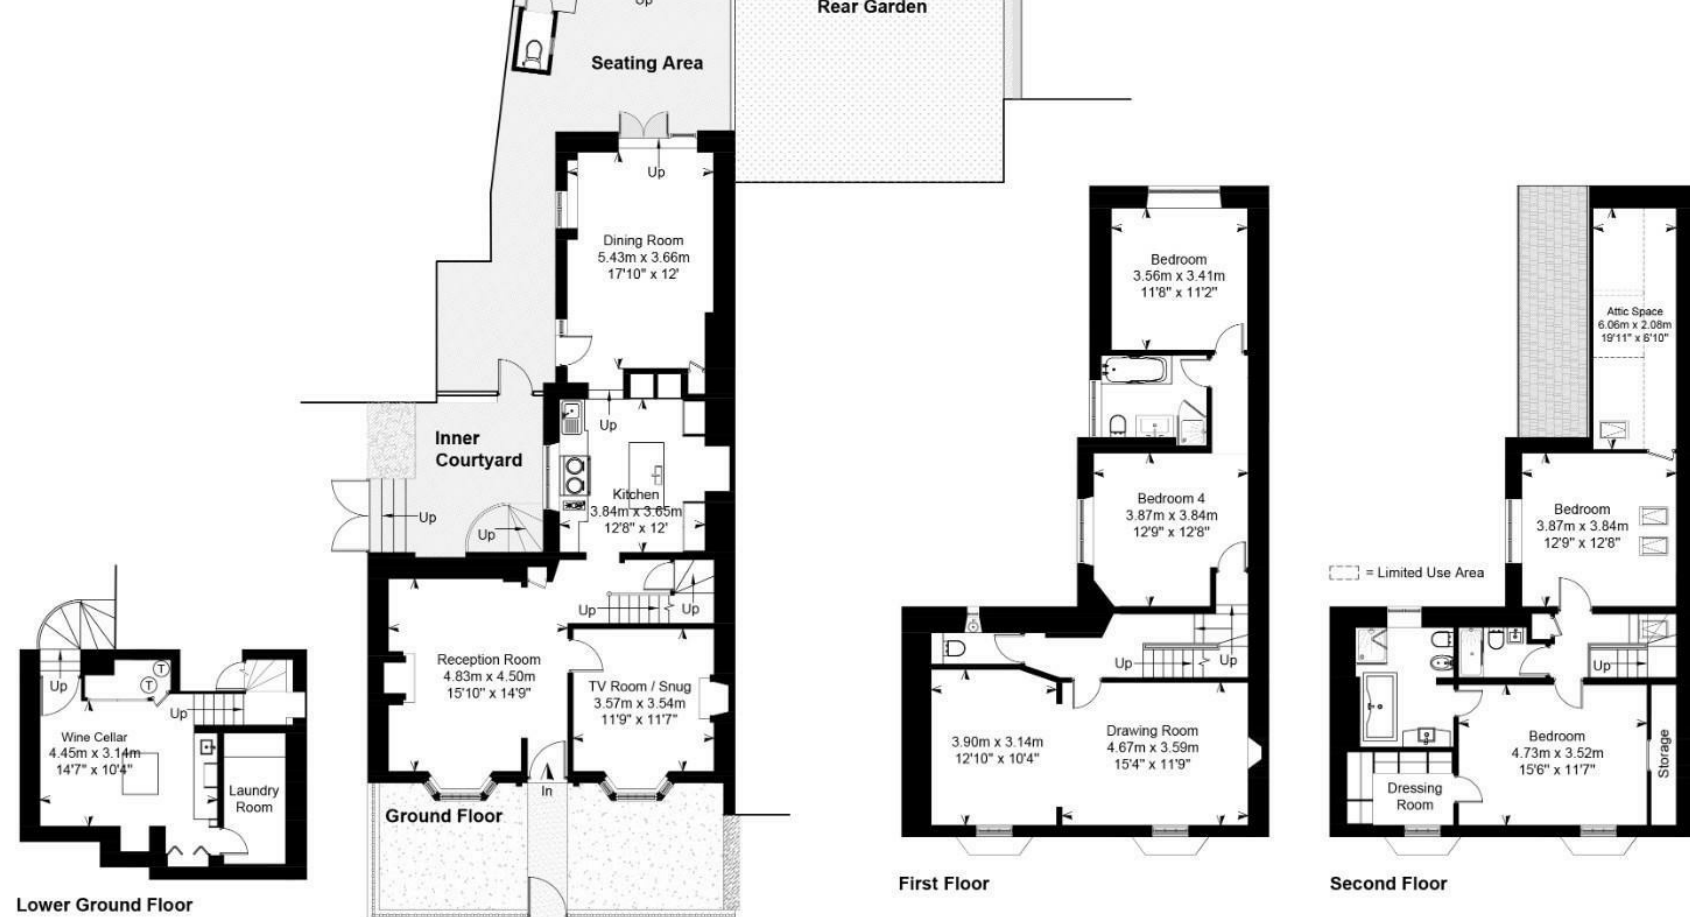 Up
Rear Garden
Seating Area
Up
Dining Room
5.43m x 3.66m
17'10" x 12'
Up
Inner
Courtyard
Kitchen
3.84m x 3.65m
12'8" x 12'
Up
Up
Up
Up
Reception Room
4.83m x 4.50m
15'10" x 14'9"
TV Room / Snug
3.57m x 3.54m
11'9" x 11'7"
In
Ground Floor
Up
T
T
Up
Wine Cellar
4.45m x 3.14m
14'7" x 10'4"
Laundry
Room
Lower Ground Floor
Bedroom
3.56m x 3.41m
11'8" x 11'2"
Bedroom 4
3.87m x 3.84m
12'9" x 12'8"
Up
Up
3.90m x 3.14m
12'10" x 10'4"
Drawing Room
4.67m x 3.59m
15'4" x 11'9"
First Floor
Attic Space
6.06m x 2.08m
19'11" x 6'10"
Bedroom
3.87m x 3.84m
12'9" x 12'8"
= Limited Use Area
Up
Bedroom
4.73m x 3.52m
15'6" x 11'7"
Storage
Dressing
Room
Second Floor